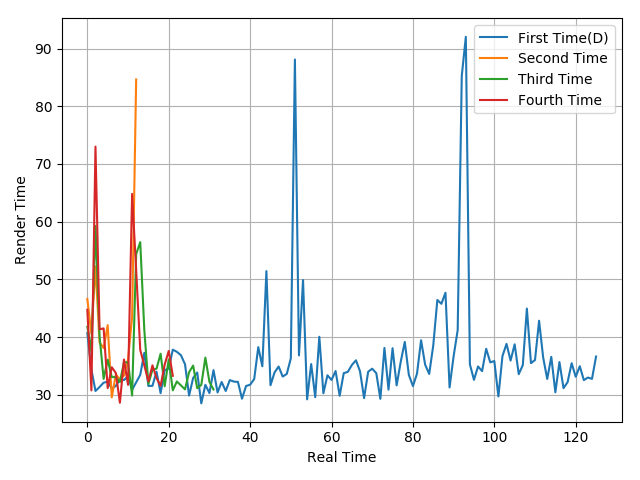 First Time(D)
Second Time
Third Time
Fourth Time
90
80
70
60
50
40
30
Render Time
0 20 40 60 80 100 120
Real Time